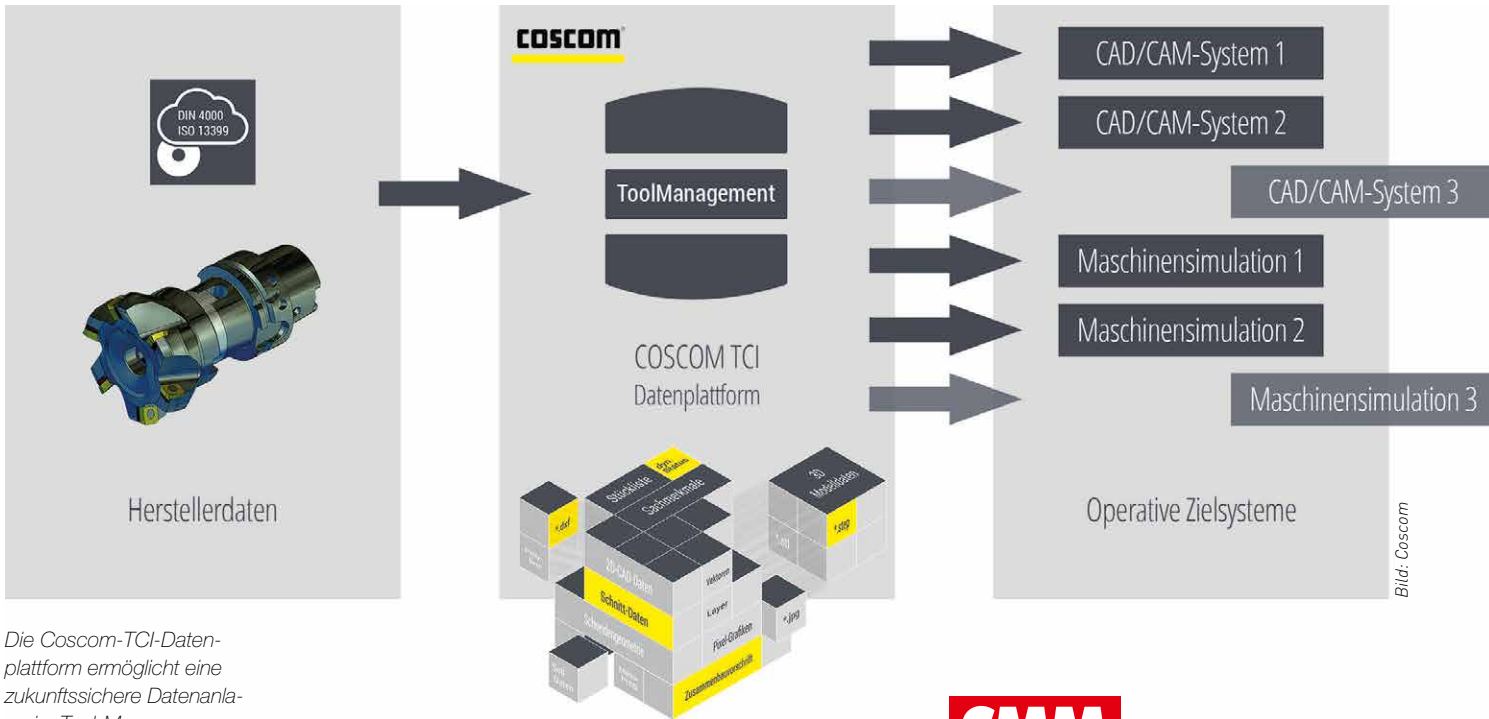 DIN 4000
ISO 13399
Herstellerdaten
coscom
ToolManagement
COSCOM TCI
Datenplattform
CAD/CAM-System 1
CAD/CAM-System 2
CAD/CAM-System 3
Maschinensimulation 1
Maschinensimulation 2
Maschinensimulation 3
Operative Zielsysteme
Bild: Coscom
dyn. Status
Stückliste
Sachmerkmale
*.dxf
2D-CAD-Daten
Schnitt-Daten
Schneidengeometrie
Vektoren
Layer
Pixel-Grafiken
Zusammenbauvorschrift
*.jpg
3D
Modelldaten
*.step
*.stl
Die Coscom-TCI-Daten-
plattform ermöglicht eine
zukunftssichere Datenanla-